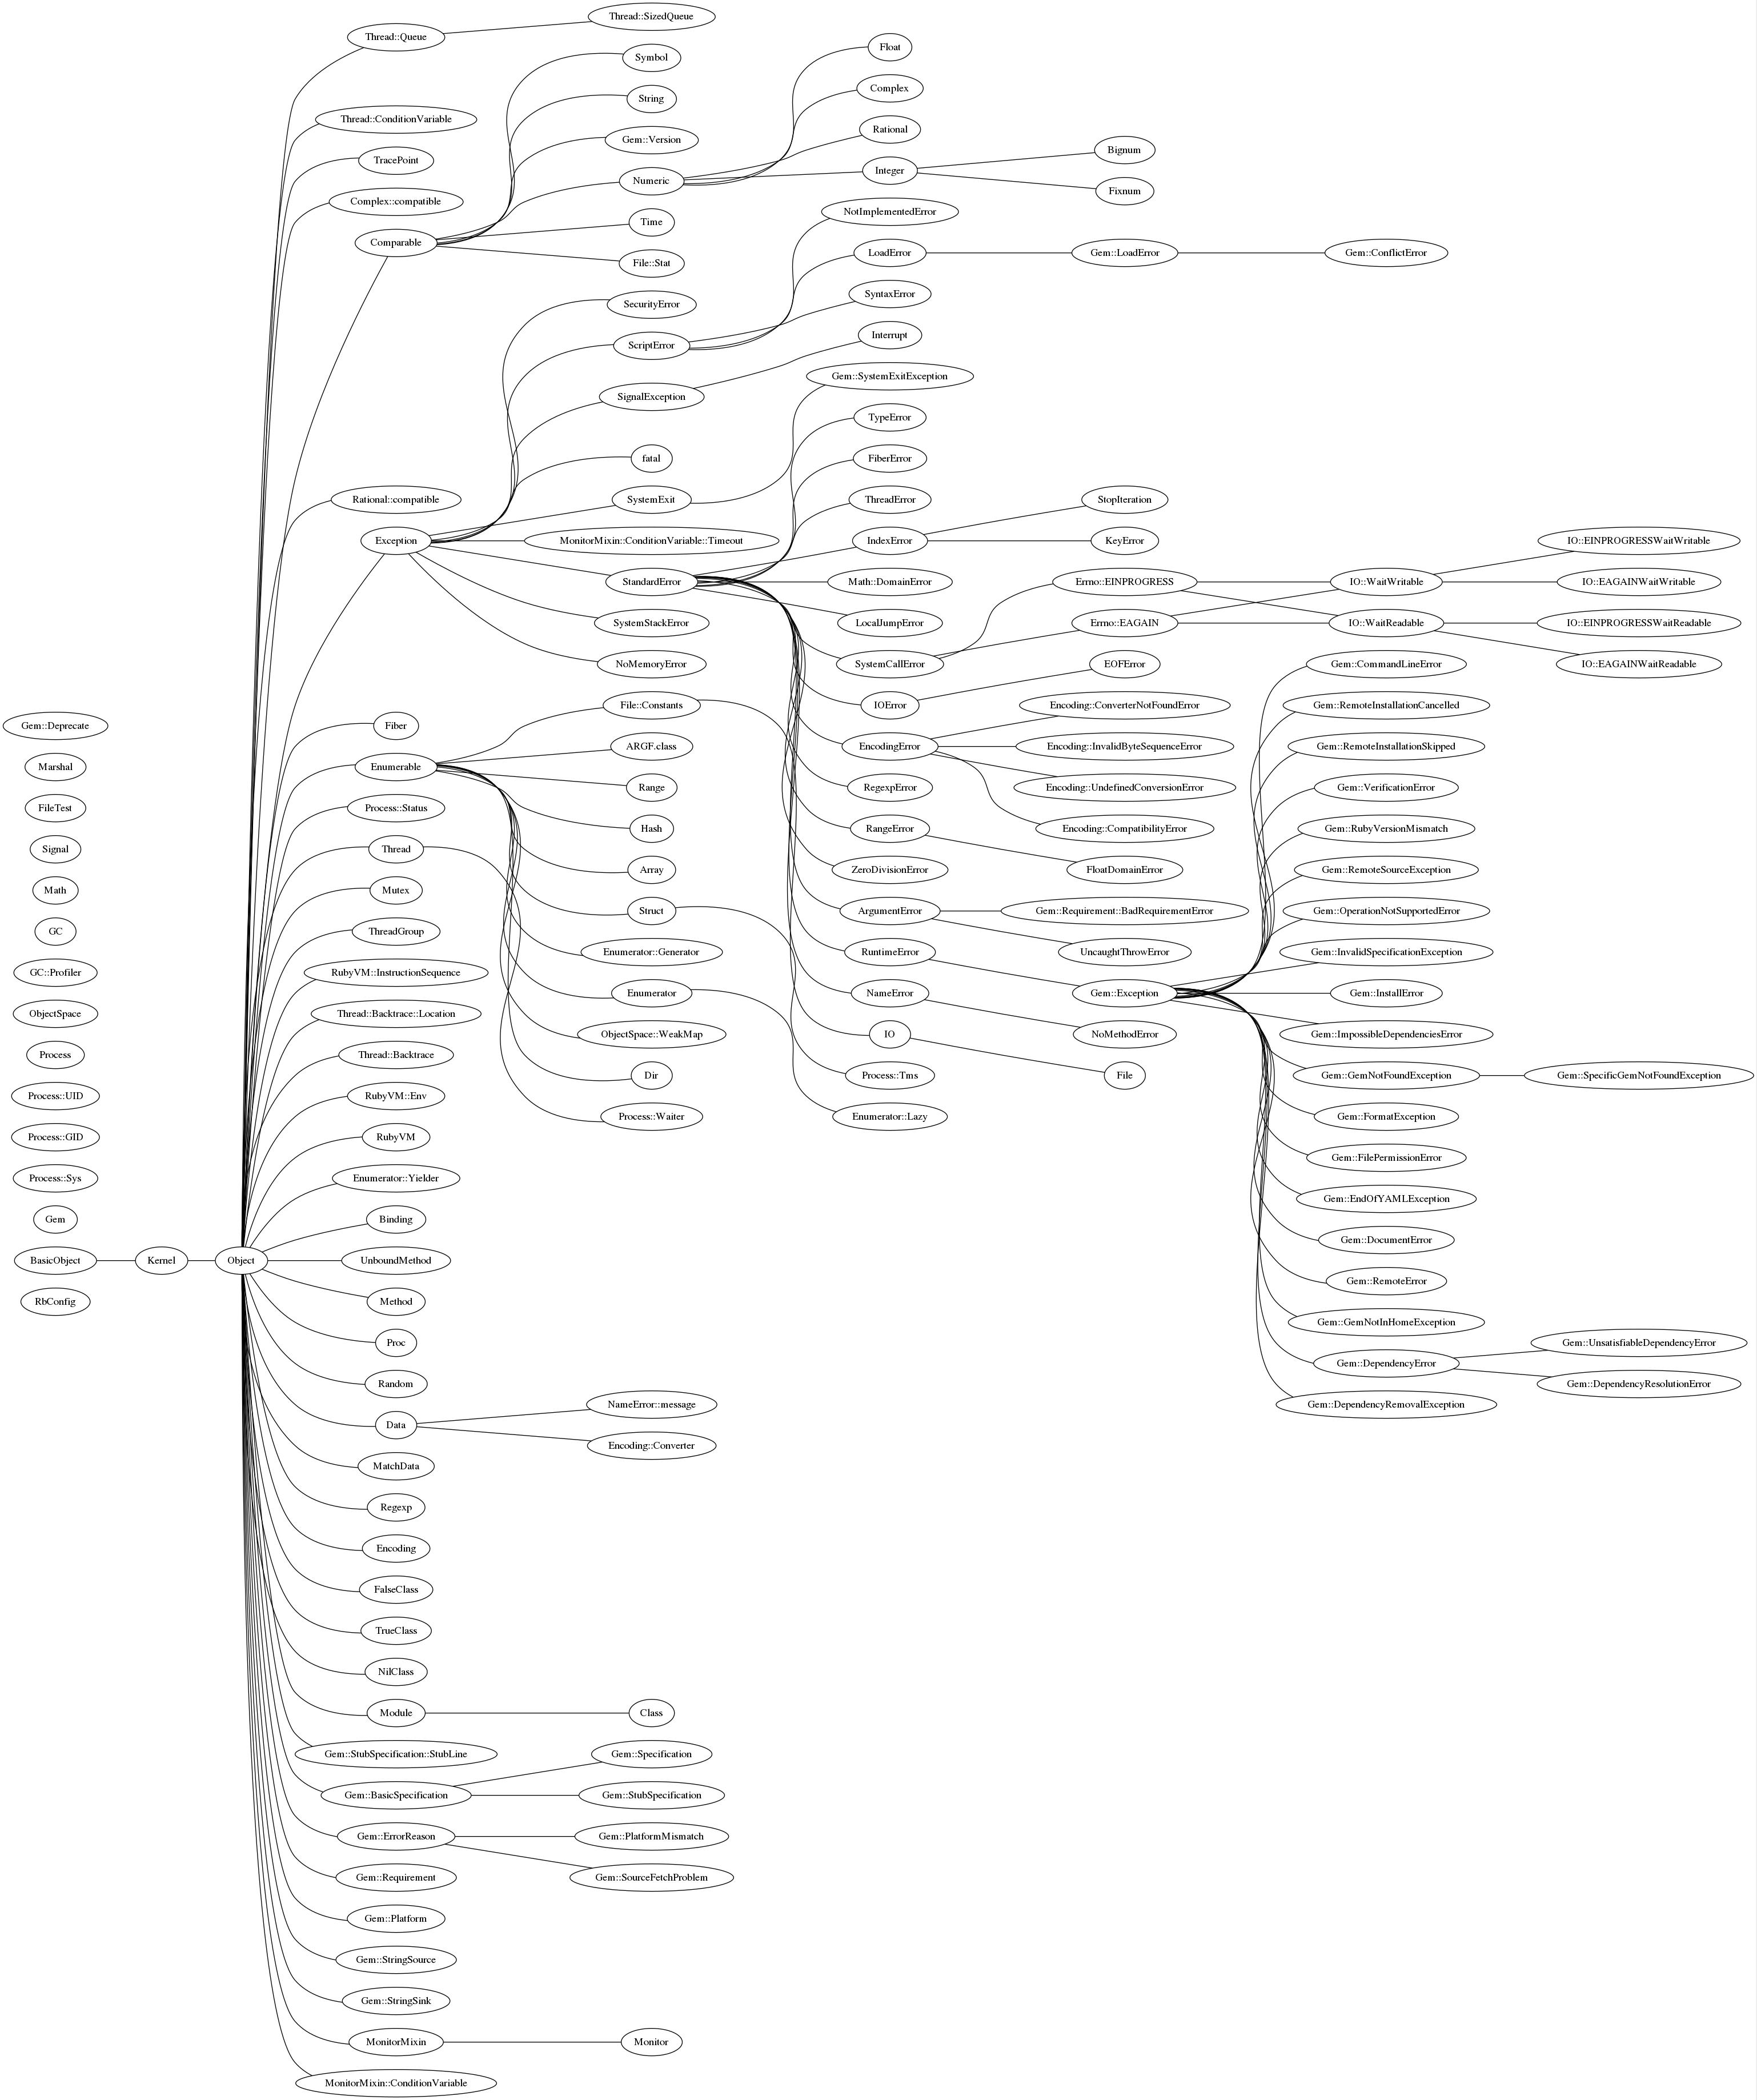 Thread::SizedQueue
Thread::Queue
Float
Symbol
Complex
String
Thread::ConditionVariable
Rational
Gem::Version
Bignum
TracePoint
Integer
Numeric
Fixnum
Complex::compatible
NotImplementedError
Time
Comparable
LoadError
Gem::LoadError
Gem::ConflictError
File::Stat
SyntaxError
SecurityError
Interrupt
ScriptError
Gem::SystemExitException
SignalException
TypeError
fatal
FiberError
Rational::compatible
SystemExit
ThreadError
StopIteration
Exception
MonitorMixin::ConditionVariable::Timeout
IndexError
KeyError
IO::EINPROGRESSWaitWritable
StandardError
Math::DomainError
Errno::EINPROGRESS
IO::WaitWritable
IO::EAGAINWaitWritable
SystemStackError
LocalJumpError
Errno::EAGAIN
IO::WaitReadable
IO::EINPROGRESSWaitReadable
NoMemoryError
SystemCallError
EOFError
Gem::CommandLineError
IO::EAGAINWaitReadable
File::Constants
IOError
Encoding::ConverterNotFoundError
Gem::RemoteInstallationCancelled
Gem::Deprecate
Fiber
ARGF.class
EncodingError
Encoding::InvalidByteSequenceError
Gem::RemoteInstallationSkipped
Marshal
Enumerable
Range
RegexpError
Encoding::UndefinedConversionError
Gem::VerificationError
FileTest
Process::Status
Hash
RangeError
Encoding::CompatibilityError
Gem::RubyVersionMismatch
Signal
Thread
Array
ZeroDivisionError
FloatDomainError
Gem::RemoteSourceException
Math
Mutex
Struct
ArgumentError
Gem::Requirement::BadRequirementError
Gem::OperationNotSupportedError
GC
ThreadGroup
Enumerator::Generator
RuntimeError
UncaughtThrowError
Gem::InvalidSpecificationException
GC::Profiler
RubyVM::InstructionSequence
Enumerator
NameError
Gem::Exception
Gem::InstallError
ObjectSpace
Thread::Backtrace::Location
ObjectSpace::WeakMap
IO
NoMethodError
Gem::ImpossibleDependenciesError
Process
Thread::Backtrace
Dir
Process::Tms
File
Gem::GemNotFoundException
Gem::SpecificGemNotFoundException
Process::UID
RubyVM::Env
Process::Waiter
Enumerator::Lazy
Gem::FormatException
Process::GID
RubyVM
Gem::FilePermissionError
Process::Sys
Enumerator::Yielder
Gem::EndOfYAMLException
Gem
Binding
Gem::DocumentError
BasicObject
Kernel
Object
UnboundMethod
Gem::RemoteError
RbConfig
Method
Gem::GemNotInHomeException
Proc
Gem::DependencyError
Gem::UnsatisfiableDependencyError
Random
Gem::DependencyResolutionError
NameError::message
Gem::DependencyRemovalException
Data
Encoding::Converter
MatchData
Regexp
Encoding
FalseClass
TrueClass
NilClass
Module
Class
Gem::StubSpecification::StubLine
Gem::Specification
Gem::BasicSpecification
Gem::StubSpecification
Gem::ErrorReason
Gem::PlatformMismatch
Gem::Requirement
Gem::SourceFetchProblem
Gem::Platform
Gem::StringSource
Gem::StringSink
MonitorMixin
Monitor
MonitorMixin::ConditionVariable